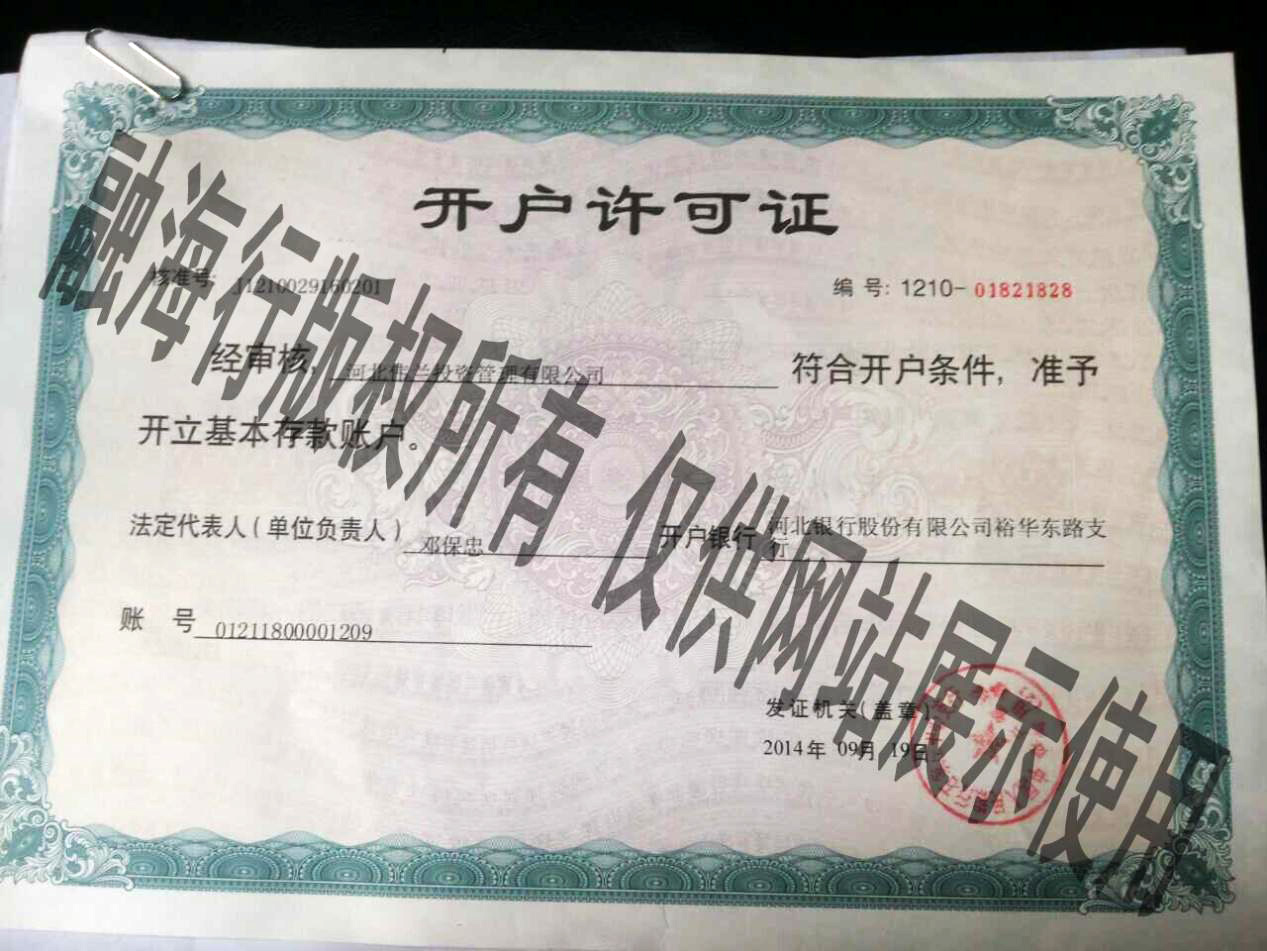 开户许可证
核准号: J1210029160201
编号: 1210-01821828
经审核, 河北伟兰投资管理有限公司 符合开户条件, 准予
开立基本存款账户。
法定代表人(单位负责人) 邓保忠 开户银行 河北银行股份有限公司裕华东路支
行
账 号 01211800001209
发证机关(盖章)
2014年 09月 19日
融海行版权所有 仅供网站展示使用